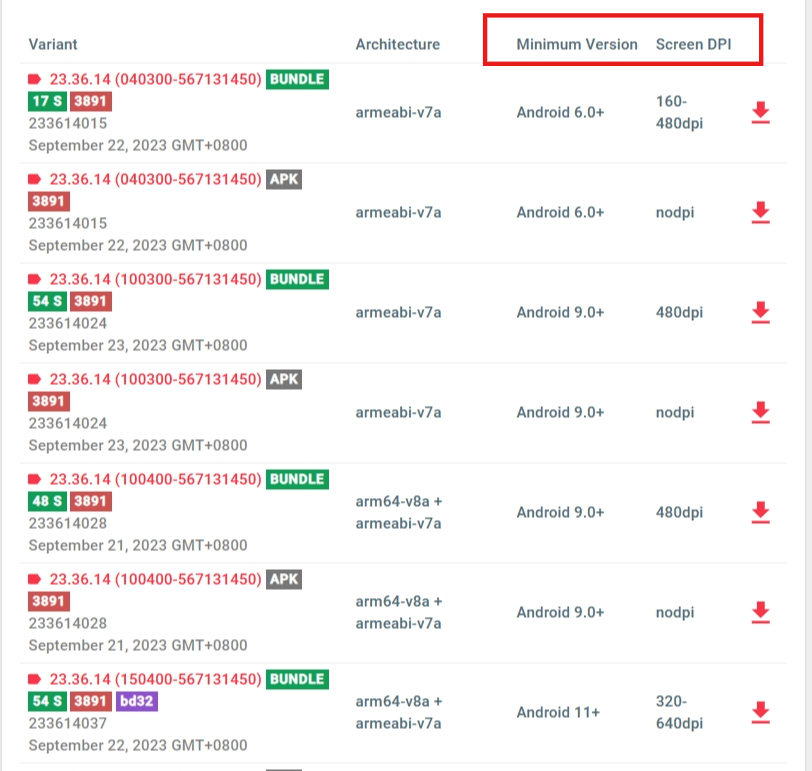 Variant Architecture Minimum Version Screen DPI
23.36.14 (040300-567131450) BUNDLE
17 S 3891
233614015
September 22, 2023 GMT+0800
armeabi-v7a
Android 6.0+
160-
480dpi
23.36.14 (040300-567131450) APK
3891
233614015
September 22, 2023 GMT+0800
armeabi-v7a
Android 6.0+
nodpi
23.36.14 (100300-567131450) BUNDLE
54 S 3891
233614024
September 23, 2023 GMT+0800
armeabi-v7a
Android 9.0+
480dpi
23.36.14 (100300-567131450) APK
3891
233614024
September 23, 2023 GMT+0800
armeabi-v7a
Android 9.0+
nodpi
23.36.14 (100400-567131450) BUNDLE
48 S 3891
233614028
September 21, 2023 GMT+0800
arm64-v8a +
armeabi-v7a
Android 9.0+
480dpi
23.36.14 (100400-567131450) APK
3891
233614028
September 21, 2023 GMT+0800
arm64-v8a +
armeabi-v7a
Android 9.0+
nodpi
23.36.14 (150400-567131450) BUNDLE
54 S 3891 bd32
233614037
September 22, 2023 GMT+0800
arm64-v8a +
armeabi-v7a
Android 11+
320-
640dpi